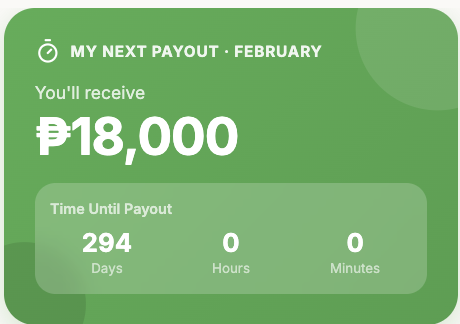 MY NEXT PAYOUT · FEBRUARY
You'll receive
₱18,000
Time Until Payout
294 0 0
Days Hours Minutes